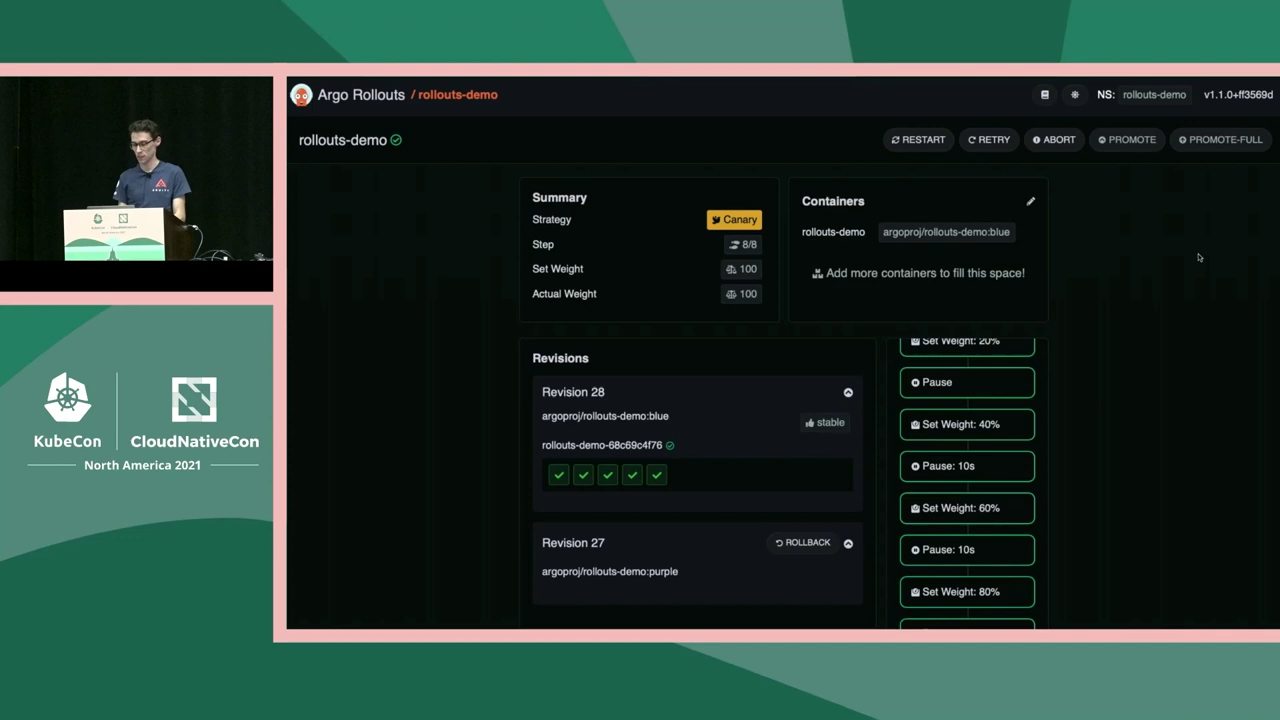 Argo Rollouts / rollouts-demo
NS: rollouts-demo v1.1.0+ff3569d
rollouts-demo
RESTART RETRY ABORT PROMOTE PROMOTE-FULL
Summary
Strategy Canary
Step 8/8
Set Weight 100
Actual Weight 100
Containers
rollouts-demo argoproj/rollouts-demo:blue
Add more containers to fill this space!
Revisions
Revision 28
argoproj/rollouts-demo:blue
stable
rollouts-demo-68c69c4f76
Revision 27 ROLLBACK
argoproj/rollouts-demo:purple
Set Weight: 20%
Pause
Set Weight: 40%
Pause: 10s
Set Weight: 60%
Pause: 10s
Set Weight: 80%
KubeCon CloudNativeCon
North America 2021